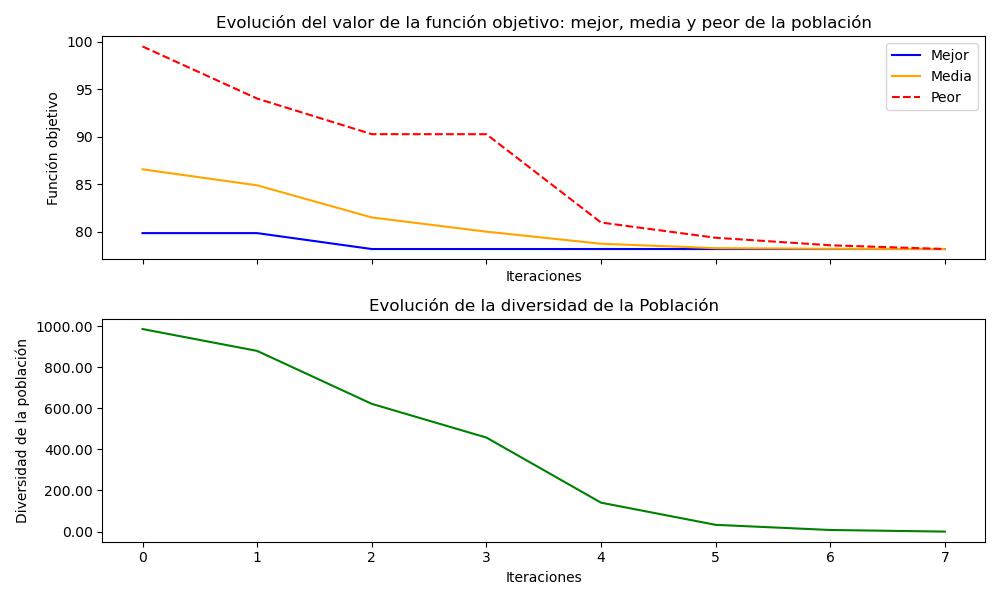 Evolución del valor de la función objetivo: mejor, media y peor de la población
100
95
90
85
80
Función objetivo
Mejor
Media
Peor
Iteraciones
Evolución de la diversidad de la Población
1000.00
800.00
600.00
400.00
200.00
0.00
Diversidad de la población
0 1 2 3 4 5 6 7
Iteraciones